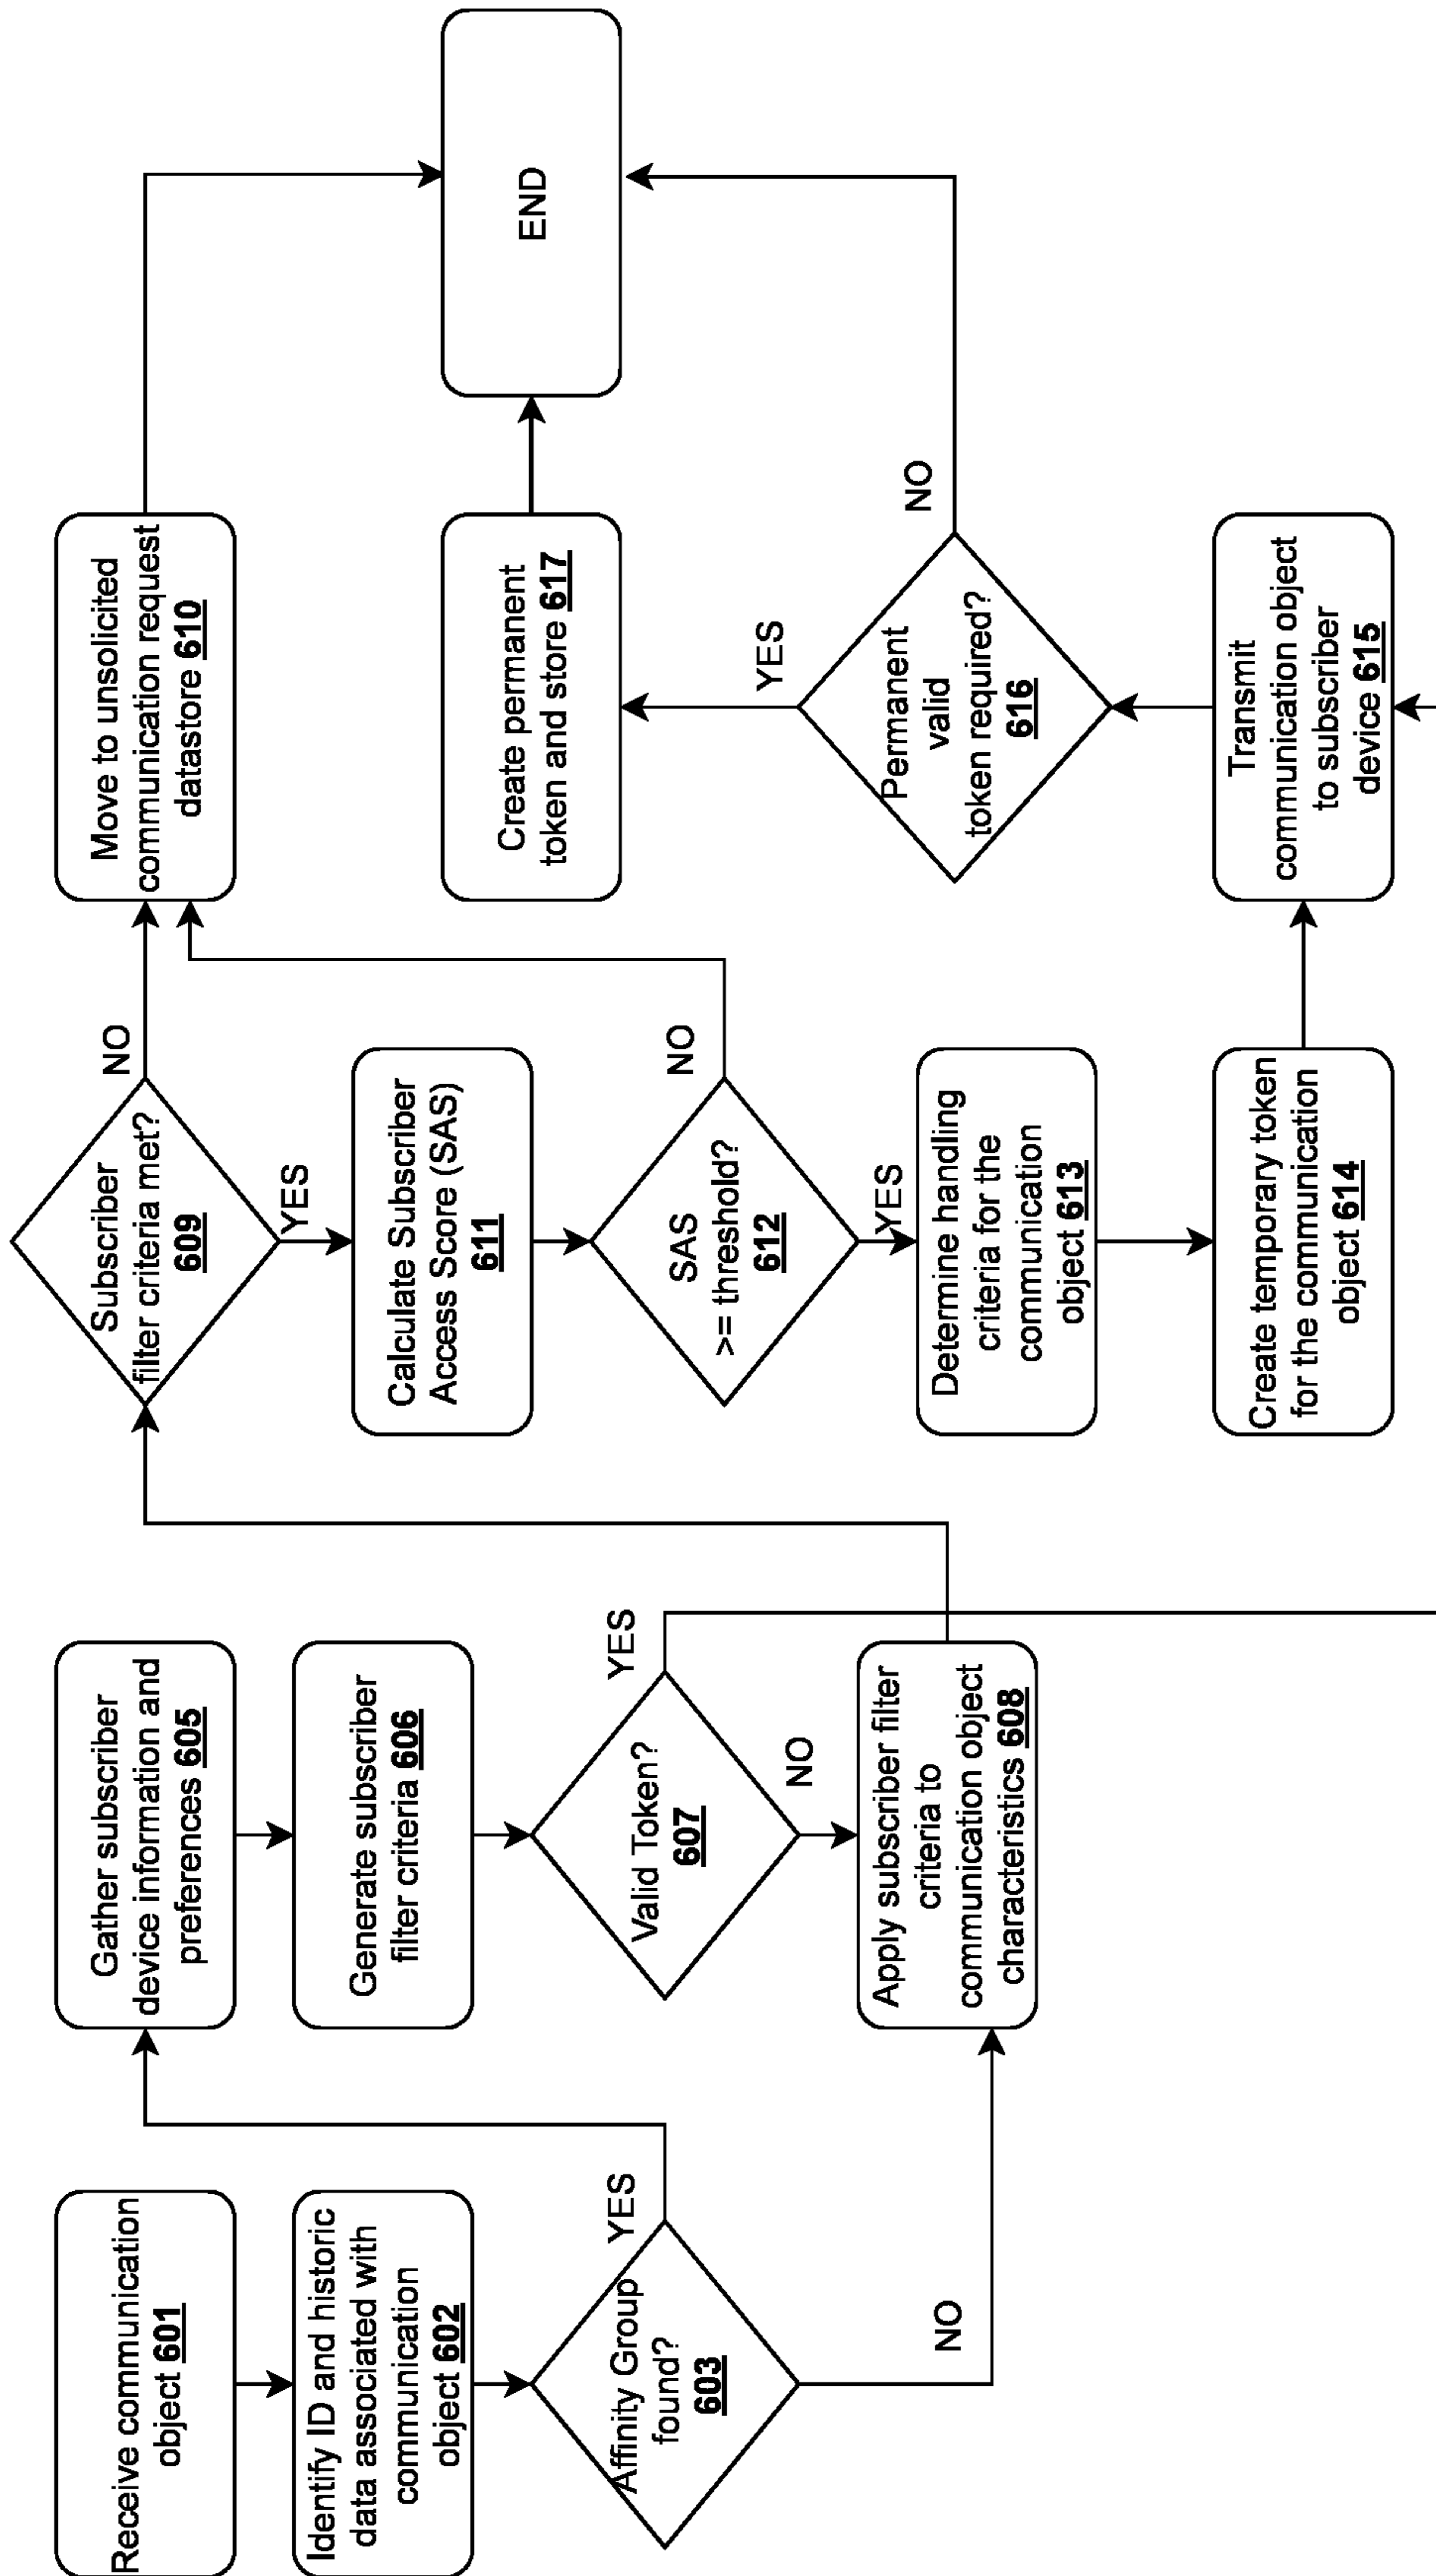 Receive communication
object 601
Identify ID and historic
data associated with
communication
object 602
Affinity Group
found?
603
YES
NO
Gather subscriber
device information and
preferences 605
Generate subscriber
filter criteria 606
Valid Token?
607
YES
NO
Apply subscriber filter
criteria to
communication object
characteristics 608
Subscriber
filter criteria met?
609
NO
YES
Calculate Subscriber
Access Score (SAS)
611
SAS
>= threshold?
612
NO
YES
Determine handling
criteria for the
communication
object 613
Create temporary token
for the communication
object 614
Move to unsolicited
communication request
datastore 610
Create permanent
token and store 617
YES
Permanent
valid
token required?
616
NO
Transmit
communication object
to subscriber
device 615
END